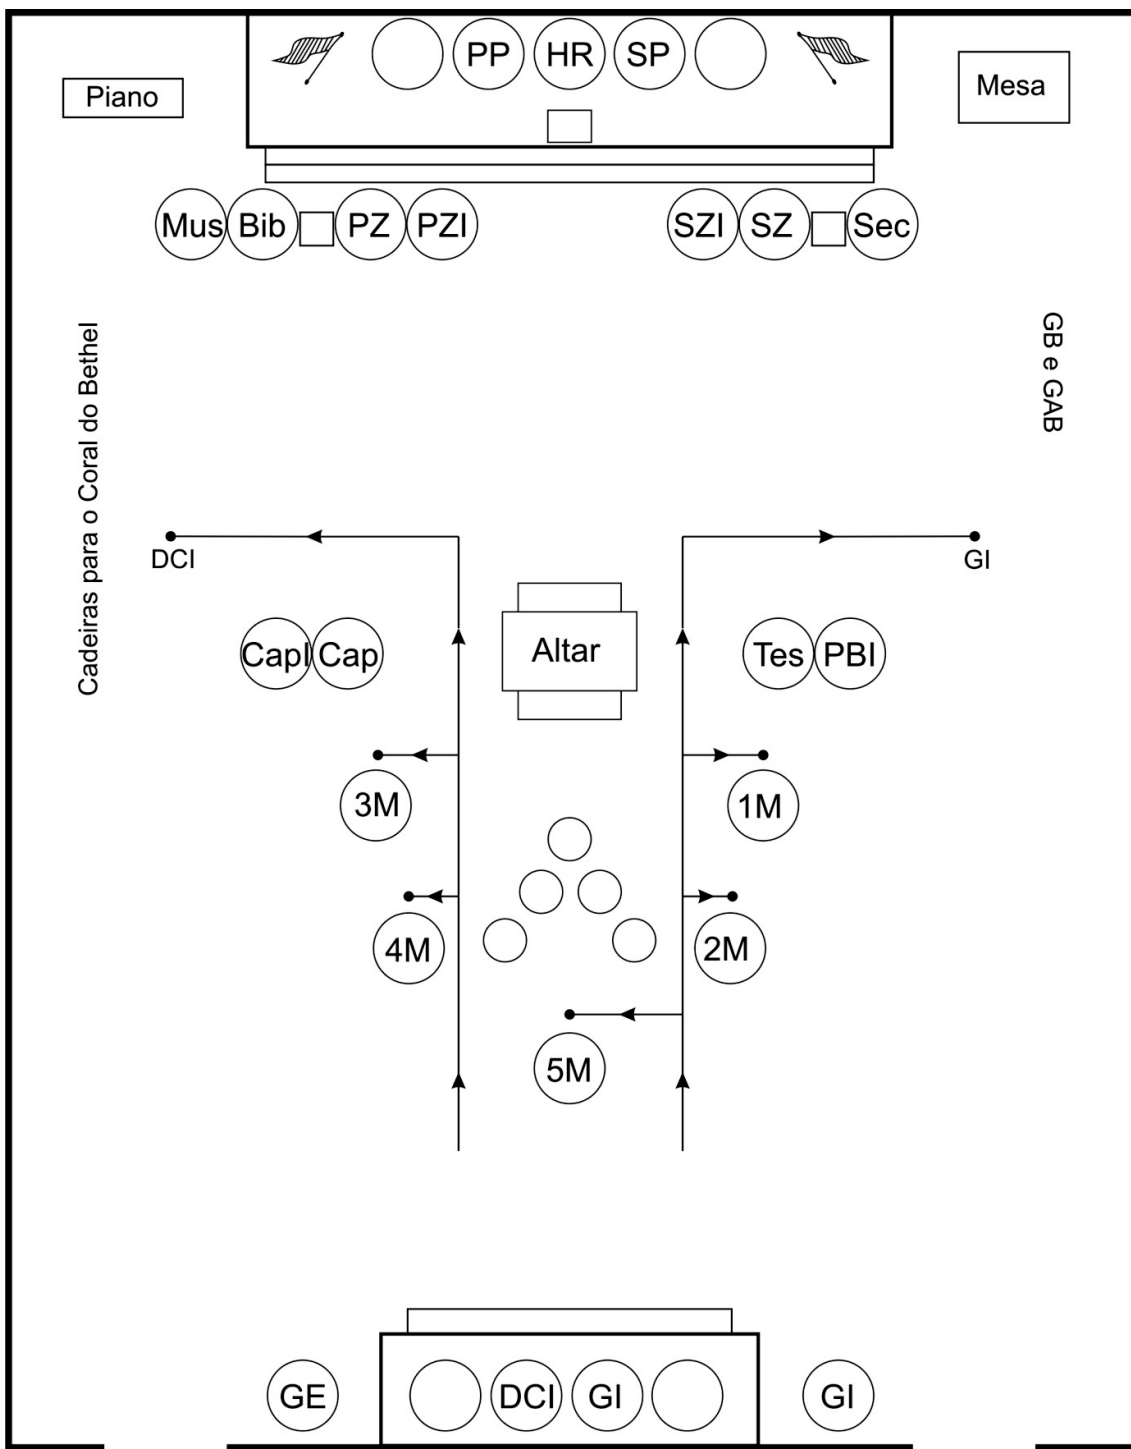 PP
HR
SP
Piano
Mesa
Mus
Bib
PZ
PZI
SZI
SZ
Sec
Cadeiras para o Coral do Bethel
GB e GAB
DCI
GI
CapI
Cap
Altar
Tes
PBI
3M
1M
4M
2M
5M
GE
DCI
GI
GI